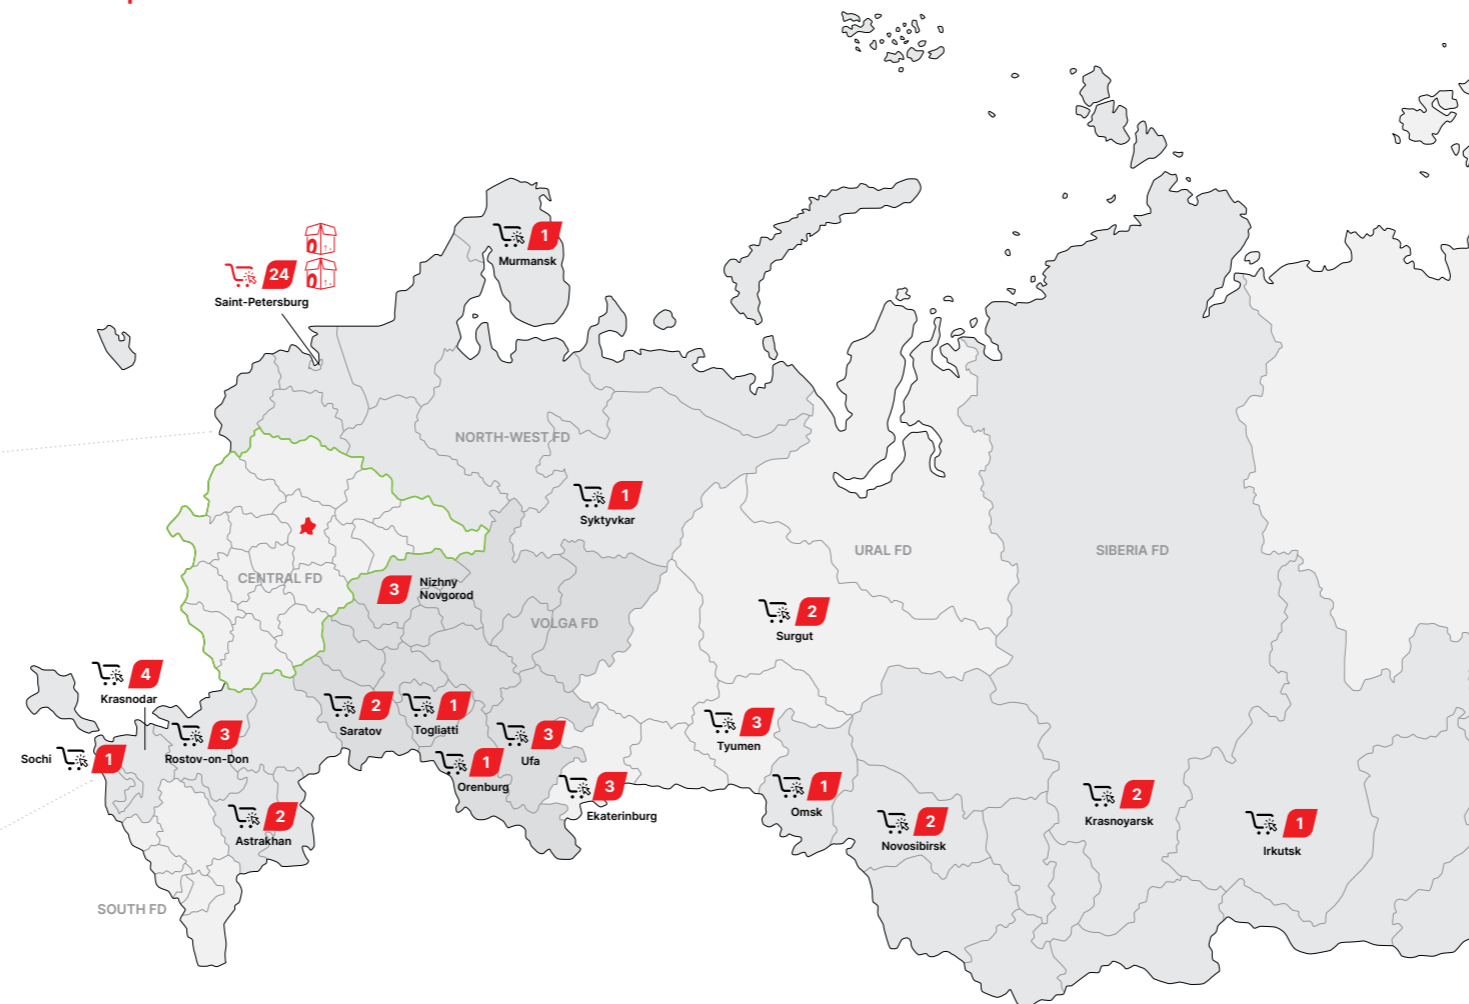 1
Murmansk
24
Saint-Petersburg
NORTH-WEST FD
1
Syktyvkar
URAL FD
SIBERIA FD
CENTRAL FD
3
Nizhny
Novgorod
VOLGA FD
2
Surgut
4
Krasnodar
2
Saratov
1
Togliatti
3
Rostov-on-Don
3
Ufa
3
Tyumen
Sochi
1
1
Orenburg
3
Ekaterinburg
1
Omsk
2
Krasnoyarsk
2
Astrakhan
2
Novosibirsk
1
Irkutsk
SOUTH FD